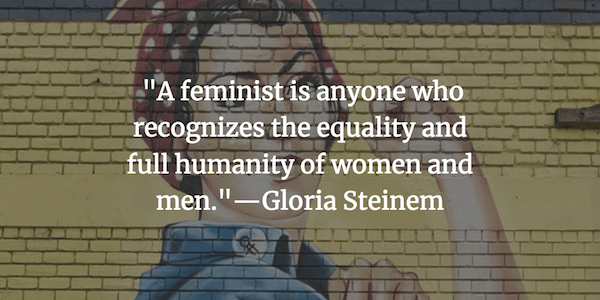 "A feminist is anyone who
recognizes the equality and
full humanity of women and
men."—Gloria Steinem